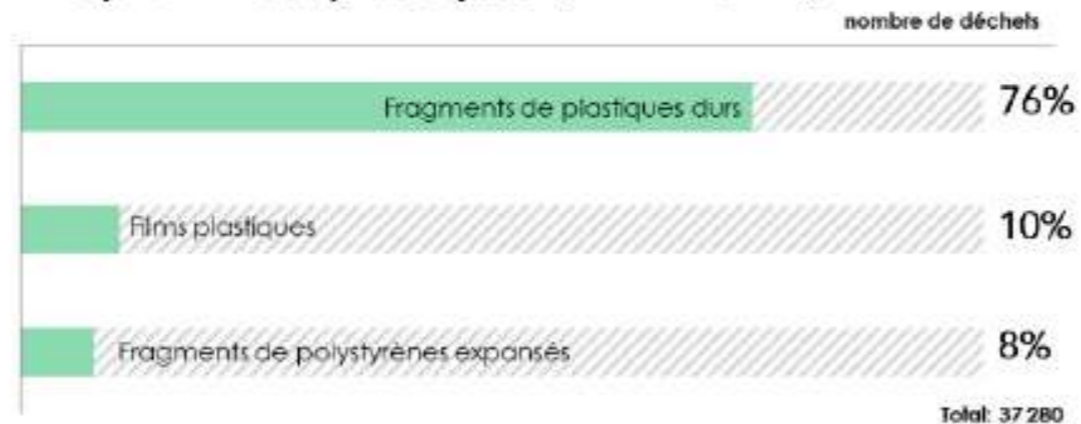 nombre de déchets
Fragments de plastiques durs 76%
Films plastiques 10%
Fragments de polystyrènes expansés 8%
Total: 37 280